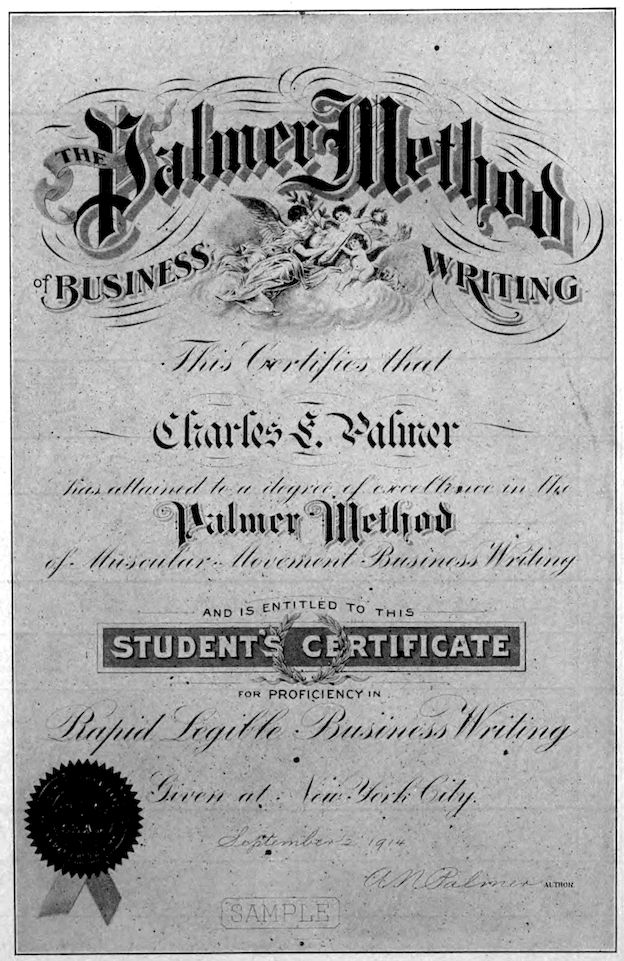 THE
Palmer Method
of BUSINESS WRITING
This Certifies that
Charles E. Palmer
has attained to a degree of excellence in the
Palmer Method
of Muscular Movement Business Writing
AND IS ENTITLED TO THIS
STUDENT'S CERTIFICATE
FOR PROFICIENCY IN
Rapid Legible Business Writing
Given at New York City.
September 2 1914
A N Palmer AUTHOR
SAMPLE